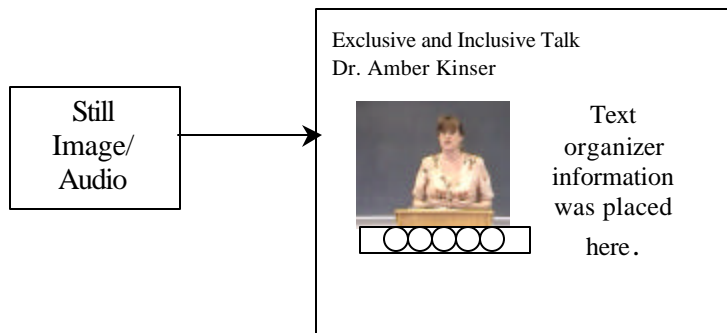 Exclusive and Inclusive Talk
Dr. Amber Kinser
Still
Image/
Audio
Text
organizer
information
was placed
here.